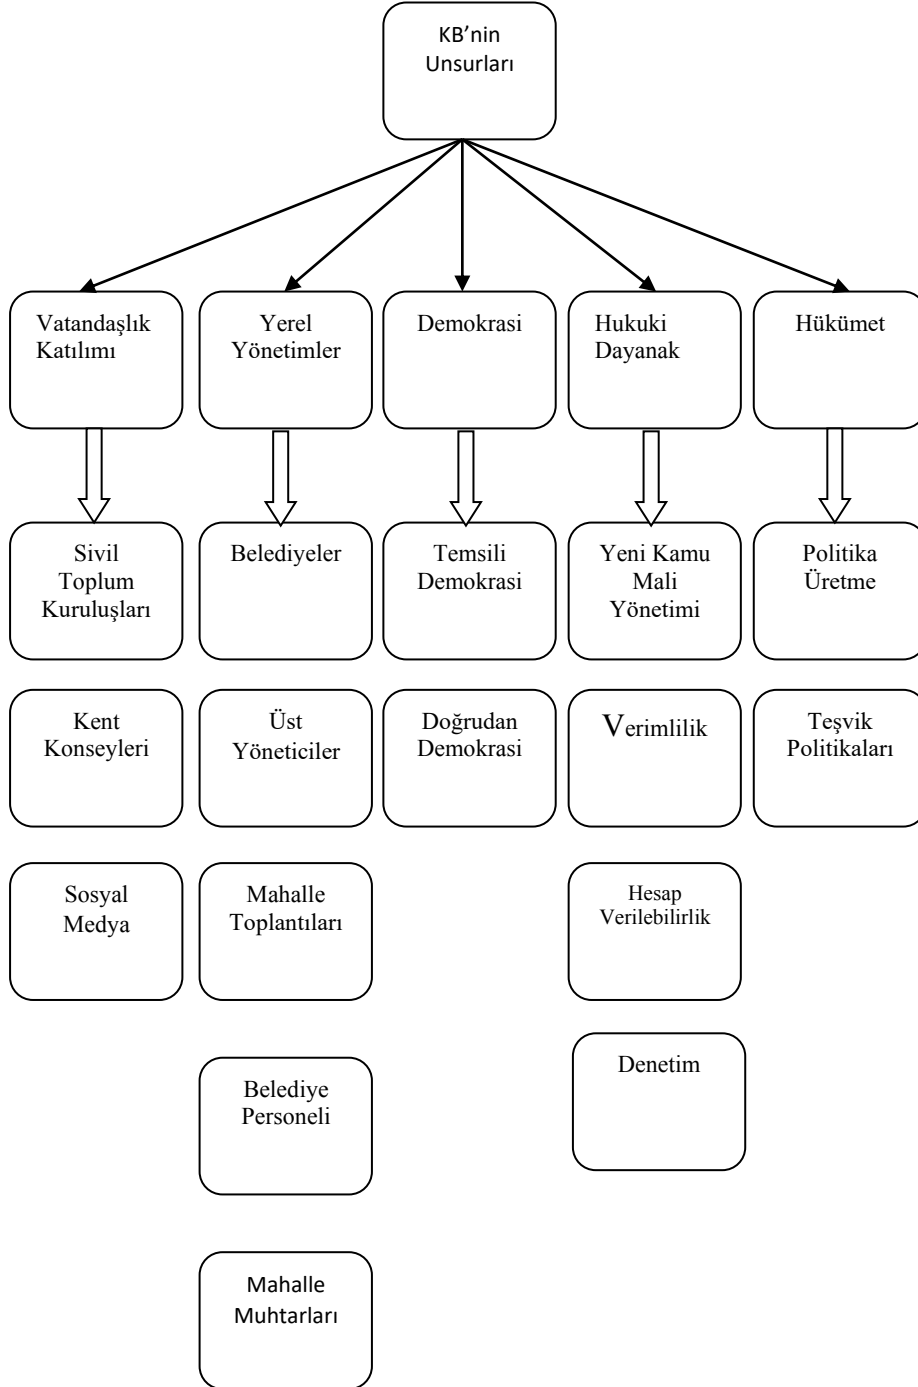 KB’nin
Unsurları
Vatandaşlık
Katılımı
Yerel
Yönetimler
Demokrasi
Hukuki
Dayanak
Hükümet
Sivil
Toplum
Kuruluşları
Belediyeler
Temsili
Demokrasi
Yeni Kamu
Mali
Yönetimi
Politika
Üretme
Kent
Konseyleri
Üst
Yöneticiler
Doğrudan
Demokrasi
Verimlilik
Teşvik
Politikaları
Sosyal
Medya
Mahalle
Toplantıları
Hesap
Verilebilirlik
Belediye
Personeli
Denetim
Mahalle
Muhtarları